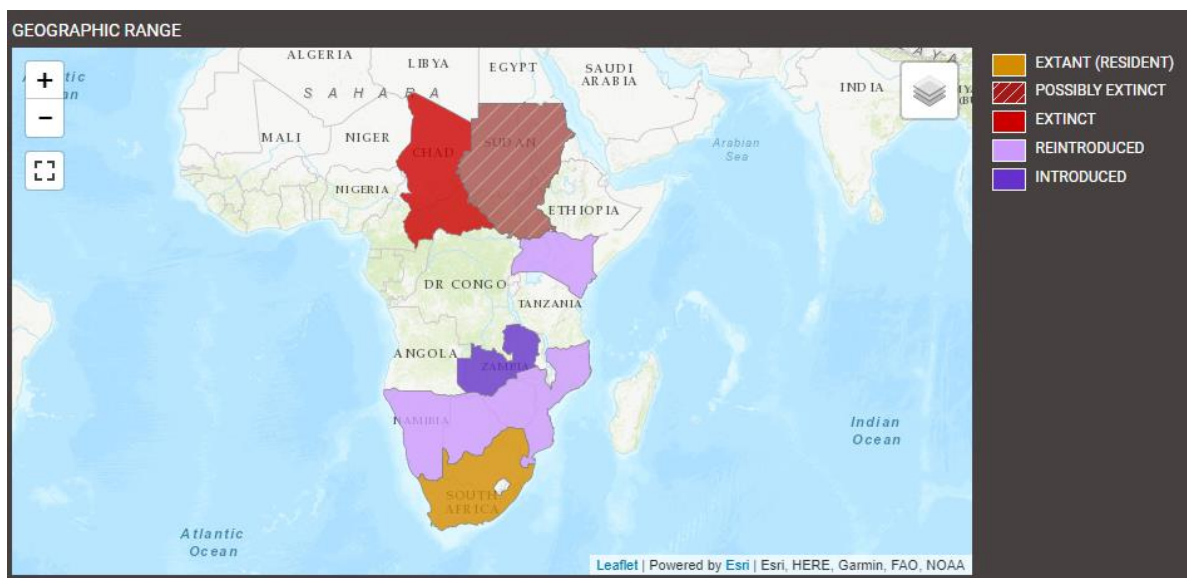 GEOGRAPHIC RANGE
EXTANT (RESIDENT)
POSSIBLY EXTINCT
EXTINCT
REINTRODUCED
INTRODUCED
+
−
ALGERIA
LIBYA
EGYPT
SAUDI
ARABIA
INDIA
SAHARA
MALI
NIGER
CHAD
SUDAN
Arabian
Sea
NIGERIA
ETHIOPIA
DR CONGO
TANZANIA
ANGOLA
ZAMBIA
NAMIBIA
Indian
Ocean
SOUTH
AFRICA
Atlantic
Ocean
Leaflet | Powered by Esri | Esri, HERE, Garmin, FAO, NOAA